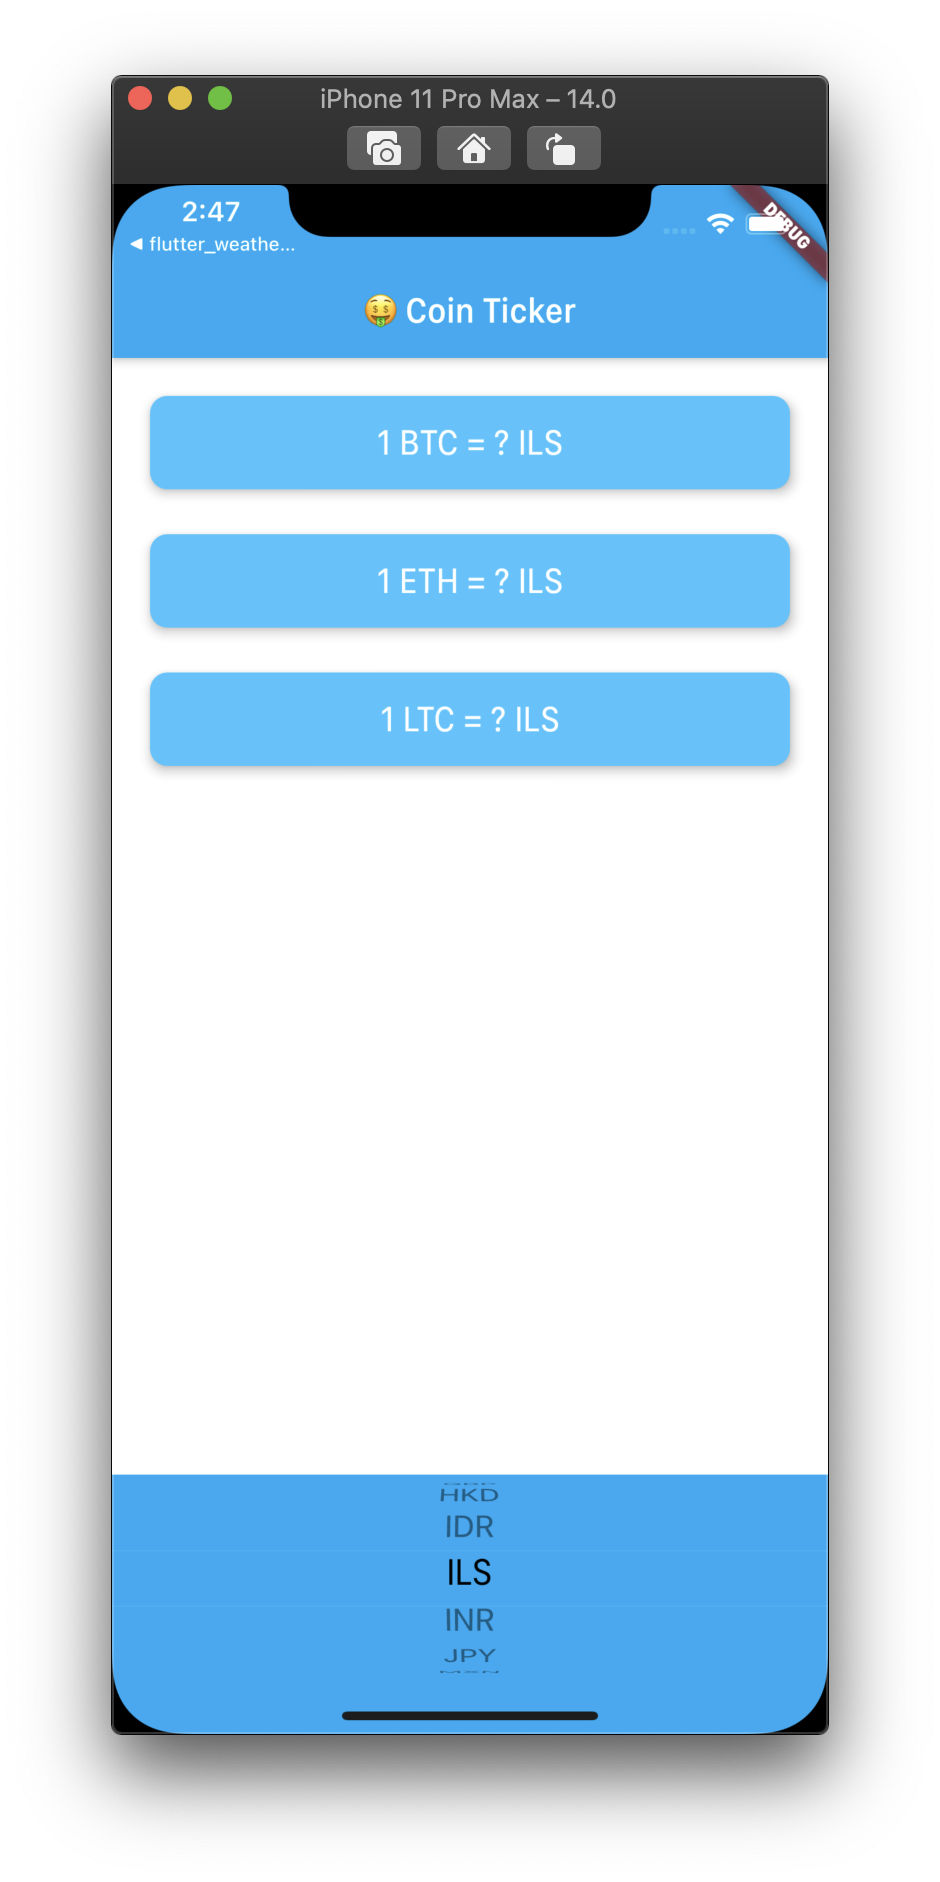 iPhone 11 Pro Max – 14.0
2:47
DEBUG
◀ flutter_weathe...
🤑 Coin Ticker
1 BTC = ? ILS
1 ETH = ? ILS
1 LTC = ? ILS
HKD
IDR
ILS
INR
JPY